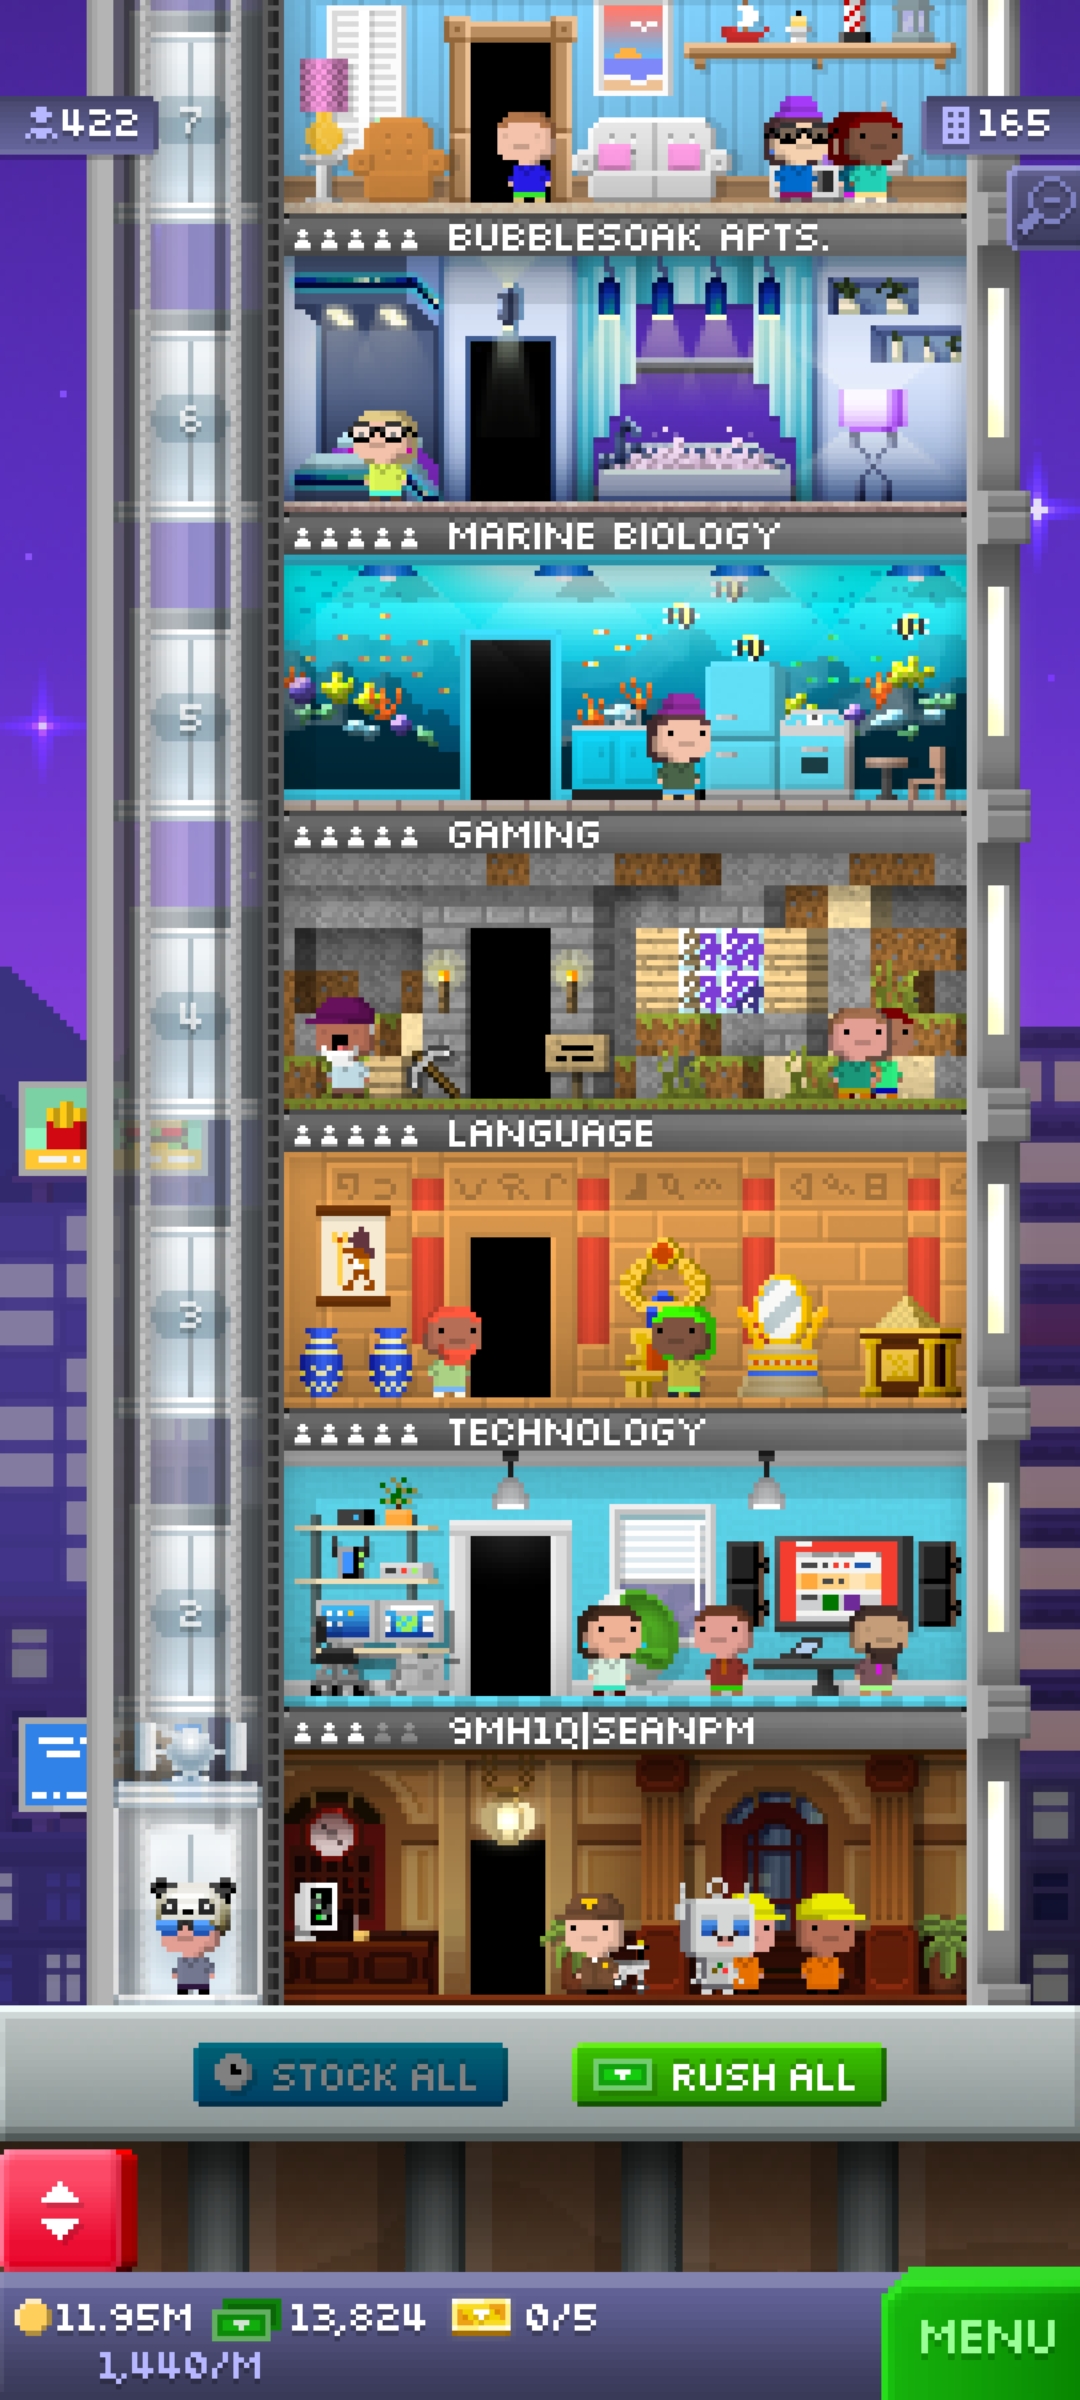 422
7
165
BUBBLESOAK APTS.
6
MARINE BIOLOGY
5
GAMING
4
LANGUAGE
3
TECHNOLOGY
2
9MH1Q|SEANPM
STOCK ALL
RUSH ALL
11.95M
13,824
0/5
MENU
1,440/M